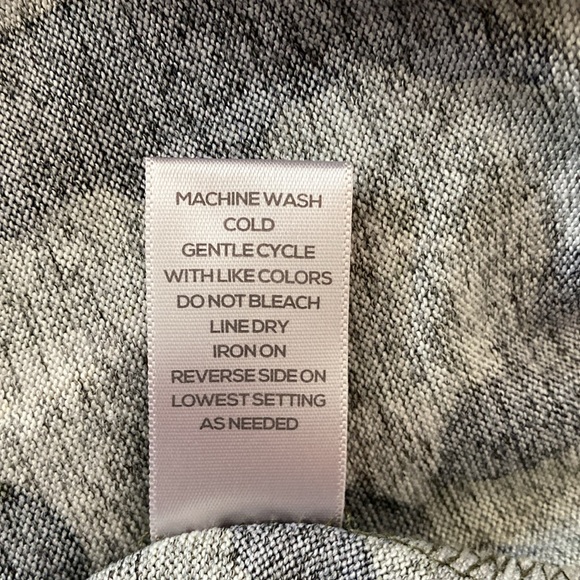 MACHINE WASH
COLD
GENTLE CYCLE
WITH LIKE COLORS
DO NOT BLEACH
LINE DRY
IRON ON
REVERSE SIDE ON
LOWEST SETTING
AS NEEDED